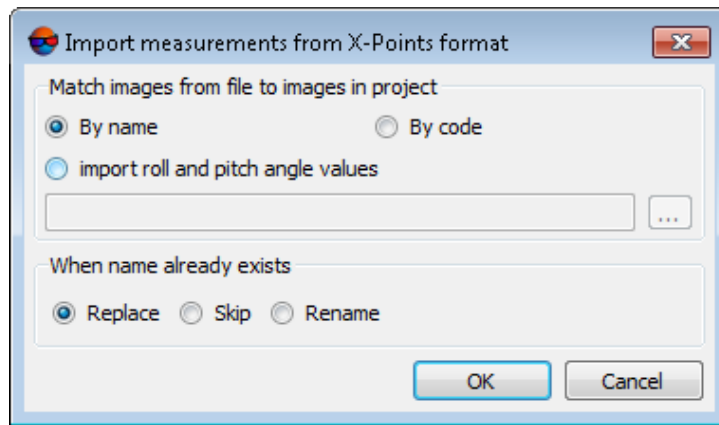 Import measurements from X-Points format
Match images from file to images in project
By name By code
import roll and pitch angle values
...
When name already exists
Replace Skip Rename
OK Cancel